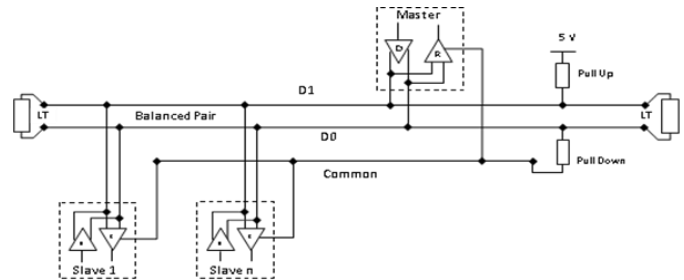 Master
D
R
5 V
Pull Up
D1
LT
Balanced Pair
LT
D0
Pull Down
Common
Slave 1
Slave n